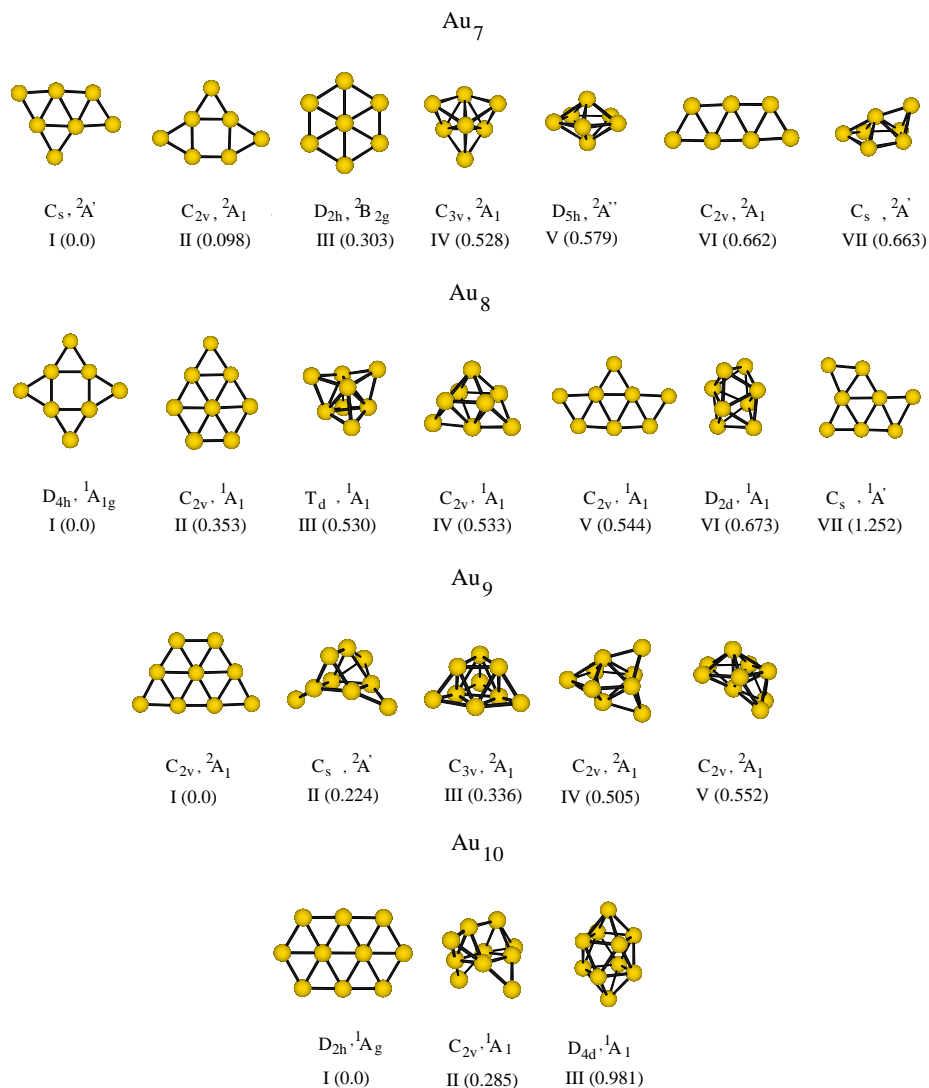 Au7
Cs, ²A' C2v, ²A1 D2h, ²B2g C3v, ²A1 D5h, ²A'' C2v, ²A1 Cs, ²A'
I (0.0) II (0.098) III (0.303) IV (0.528) V (0.579) VI (0.662) VII (0.663)
Au8
D4h, ¹A1g C2v, ¹A1 Td, ¹A1 C2v, ¹A1 C2v, ¹A1 D2d, ¹A1 Cs, ¹A'
I (0.0) II (0.353) III (0.530) IV (0.533) V (0.544) VI (0.673) VII (1.252)
Au9
C2v, ²A1 Cs, ²A' C3v, ²A1 C2v, ²A1 C2v, ²A1
I (0.0) II (0.224) III (0.336) IV (0.505) V (0.552)
Au10
D2h, ¹Ag C2v, ¹A1 D4d, ¹A1
I (0.0) II (0.285) III (0.981)